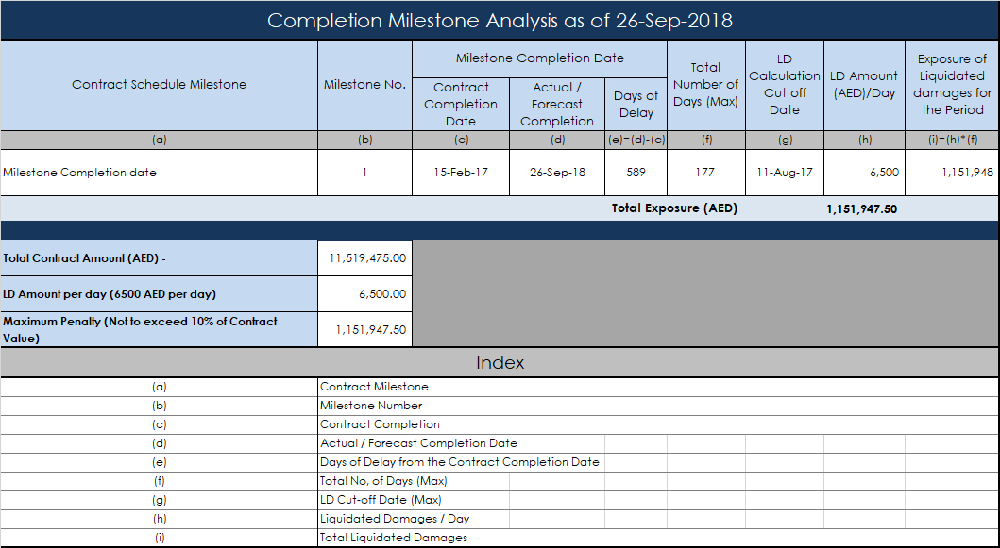 Completion Milestone Analysis as of 26-Sep-2018
Contract Schedule Milestone
Milestone No.
Milestone Completion Date
Contract
Completion
Date
Actual /
Forecast
Completion
Days of
Delay
Total
Number of
Days (Max)
LD
Calculation
Cut off
Date
LD Amount
(AED)/Day
Exposure of
Liquidated
damages for
the Period
(a) (b) (c) (d) (e)=(d)-(c) (f) (g) (h) (i)=(h)*(f)
Milestone Completion date 1 15-Feb-17 26-Sep-18 589 177 11-Aug-17 6,500 1,151,948
Total Exposure (AED) 1,151,947.50
Total Contract Amount (AED) - 11,519,475.00
LD Amount per day (6500 AED per day) 6,500.00
Maximum Penalty (Not to exceed 10% of Contract
Value)
1,151,947.50
Index
(a) Contract Milestone
(b) Milestone Number
(c) Contract Completion
(d) Actual / Forecast Completion Date
(e) Days of Delay from the Contract Completion Date
(f) Total No, of Days (Max)
(g) LD Cut-off Date (Max)
(h) Liquidated Damages / Day
(i) Total Liquidated Damages